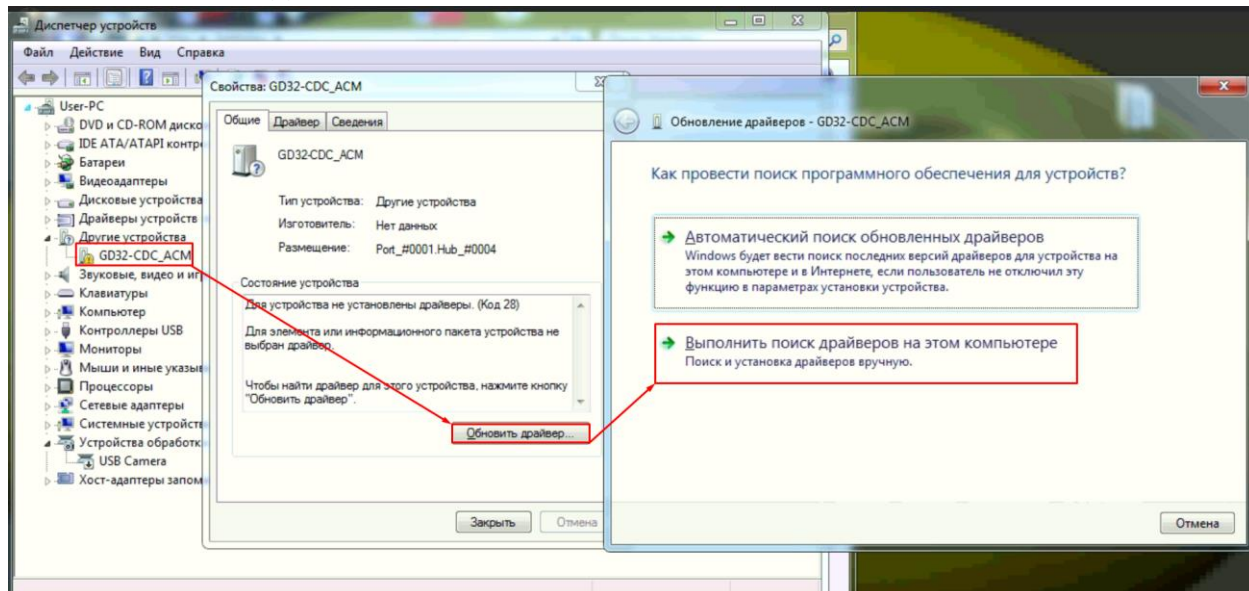 Диспетчер устройств
Файл Действие Вид Справка
User-PC
DVD и CD-ROM диско
IDE ATA/ATAPI контр
Батареи
Видеоадаптеры
Дисковые устройства
Драйверы устройств
Другие устройства
GD32-CDC_ACM
Звуковые, видео и иг
Клавиатуры
Компьютер
Контроллеры USB
Мониторы
Мыши и иные указы
Процессоры
Сетевые адаптеры
Системные устройств
Устройства обработк
USB Camera
Хост-адаптеры запом
Свойства: GD32-CDC_ACM
Общие Драйвер Сведения
GD32-CDC_ACM
Тип устройства: Другие устройства
Изготовитель: Нет данных
Размещение: Port_#0001.Hub_#0004
Состояние устройства
Для устройства не установлены драйверы. (Код 28)
Для элемента или информационного пакета устройства не
выбран драйвер.
Чтобы найти драйвер для этого устройства, нажмите кнопку
"Обновить драйвер".
Обновить драйвер...
Закрыть Отмена
Обновление драйверов - GD32-CDC_ACM
Как провести поиск программного обеспечения для устройств?
Автоматический поиск обновленных драйверов
Windows будет вести поиск последних версий драйверов для устройства на
этом компьютере и в Интернете, если пользователь не отключил эту
функцию в параметрах установки устройства.
Выполнить поиск драйверов на этом компьютере
Поиск и установка драйверов вручную.
Отмена